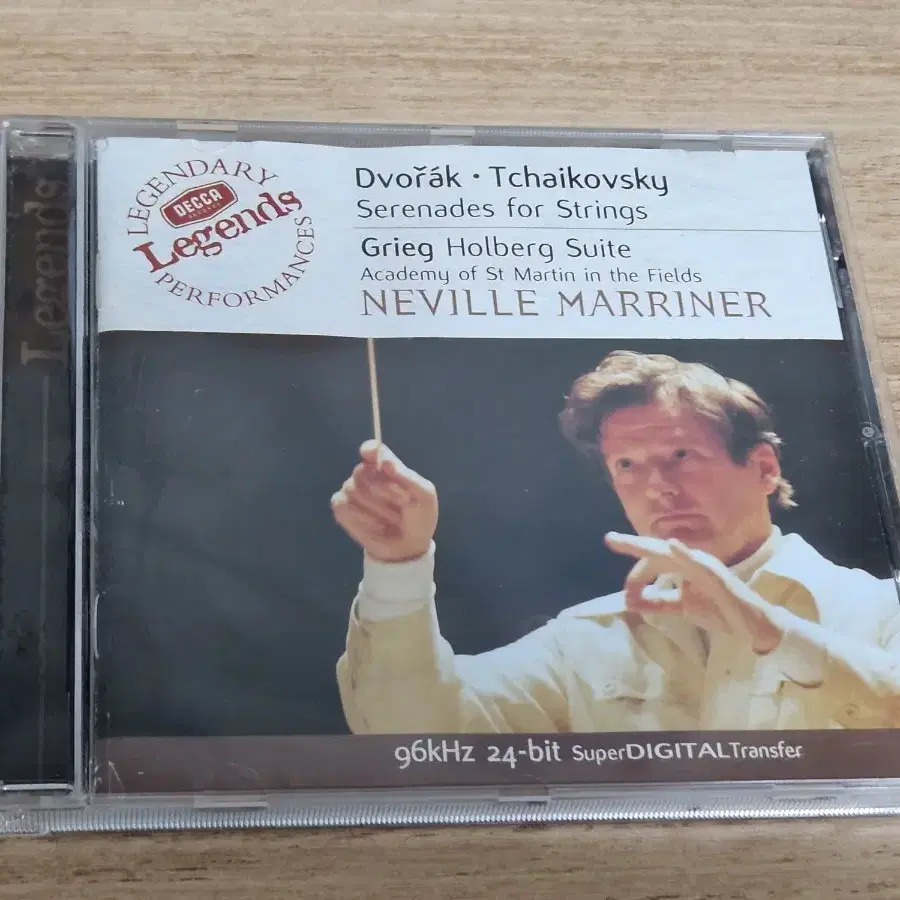 LEGENDARY
DECCA
Legends
PERFORMANCES
Dvořák · Tchaikovsky
Serenades for Strings
Grieg Holberg Suite
Academy of St Martin in the Fields
NEVILLE MARRINER
Legends
96kHz 24-bit SuperDIGITALTransfer